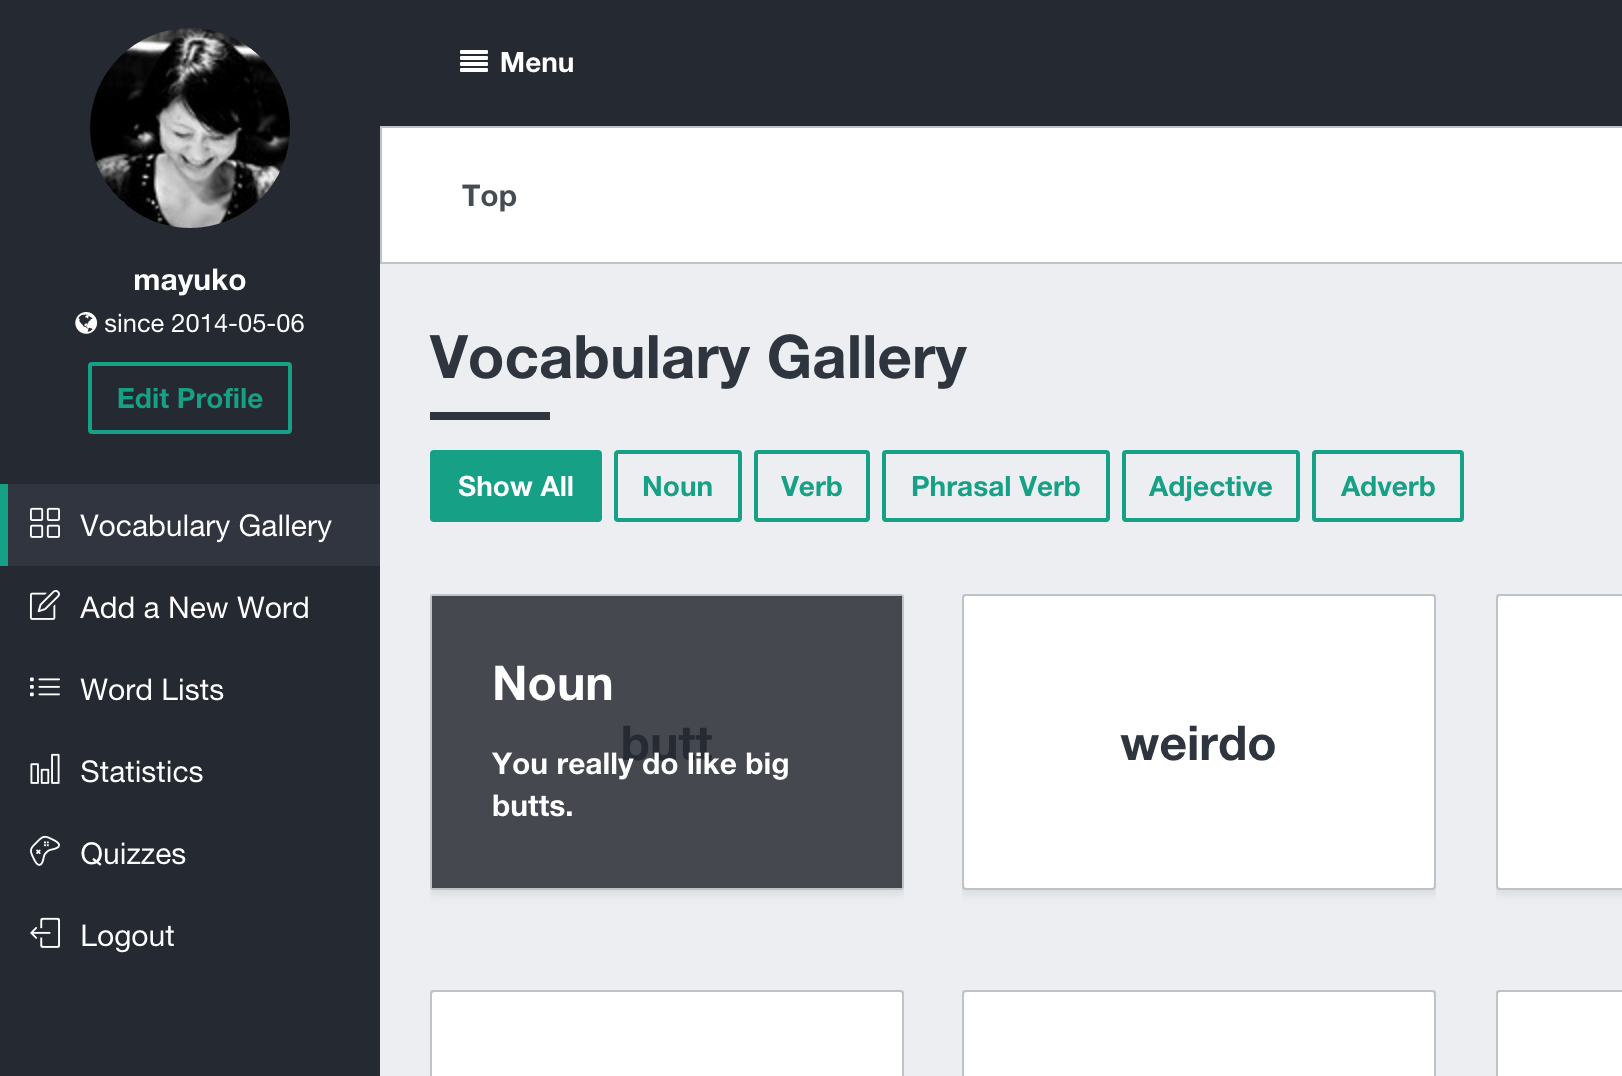 Menu
Top
mayuko
since 2014-05-06
Edit Profile
Vocabulary Gallery
Add a New Word
Word Lists
Statistics
Quizzes
Logout
Vocabulary Gallery
Show All
Noun
Verb
Phrasal Verb
Adjective
Adverb
Noun
butt
You really do like big
butts.
weirdo